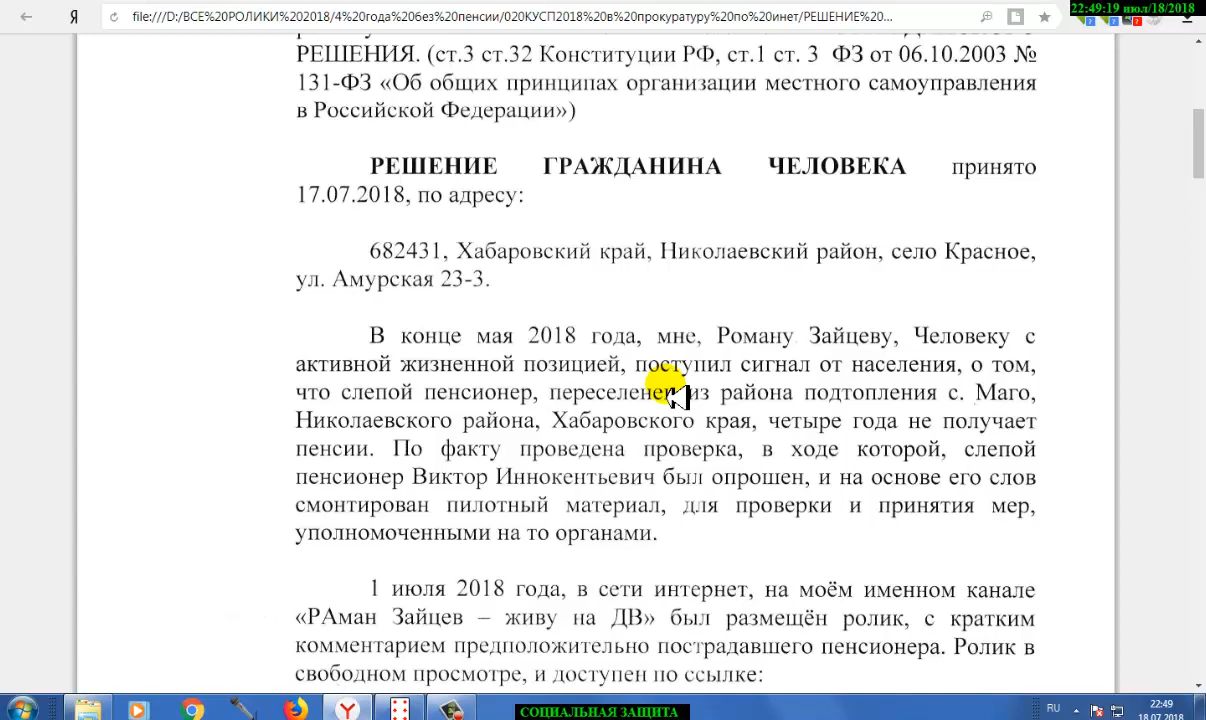 file:///D:/ВСЕ%20РОЛИКИ%202018/4%20года%20без%20пенсии/020КУСП2018%20в%20прокуратуру%20по%20инет/РЕШЕНИЕ%20...
22:49:19 июл/18/2018
РЕШЕНИЯ. (ст.3 ст.32 Конституции РФ, ст.1 ст. 3 ФЗ от 06.10.2003 №
131-ФЗ «Об общих принципах организации местного самоуправления
в Российской Федерации»)
РЕШЕНИЕ ГРАЖДАНИНА ЧЕЛОВЕКА принято
17.07.2018, по адресу:
682431, Хабаровский край, Николаевский район, село Красное,
ул. Амурская 23-3.
В конце мая 2018 года, мне, Роману Зайцеву, Человеку с
активной жизненной позицией, поступил сигнал от населения, о том,
что слепой пенсионер, переселенец из района подтопления с. Маго,
Николаевского района, Хабаровского края, четыре года не получает
пенсии. По факту проведена проверка, в ходе которой, слепой
пенсионер Виктор Иннокентьевич был опрошен, и на основе его слов
смонтирован пилотный материал, для проверки и принятия мер,
уполномоченными на то органами.
1 июля 2018 года, в сети интернет, на моём именном канале
«РАман Зайцев – живу на ДВ» был размещён ролик, с кратким
комментарием предположительно пострадавшего пенсионера. Ролик в
свободном просмотре, и доступен по ссылке:
СОЦИАЛЬНАЯ ЗАЩИТА
RU
22:49
18.07.2018